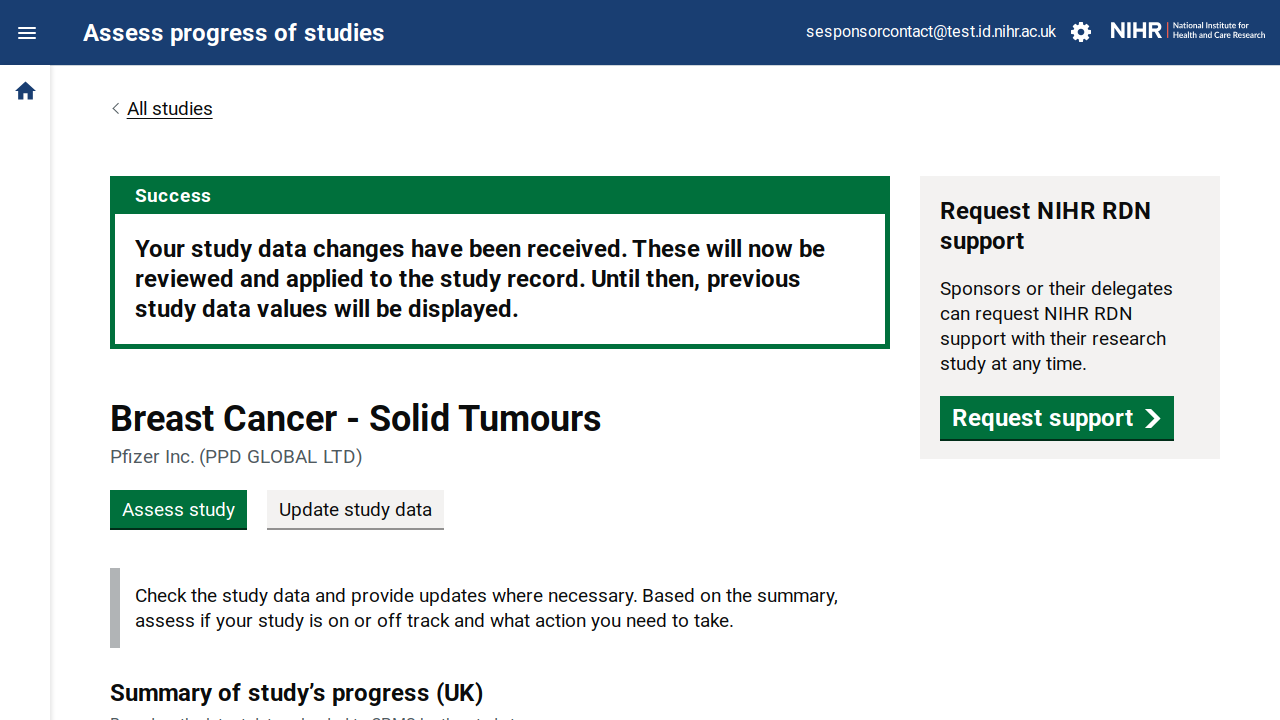 Assess progress of studies
sesponsorcontact@test.id.nihr.ac.uk
NIHR | National Institute for
Health and Care Research
All studies
Success
Your study data changes have been received. These will now be
reviewed and applied to the study record. Until then, previous
study data values will be displayed.
Request NIHR RDN
support
Sponsors or their delegates
can request NIHR RDN
support with their research
study at any time.
Request support
Breast Cancer - Solid Tumours
Pfizer Inc. (PPD GLOBAL LTD)
Assess study
Update study data
Check the study data and provide updates where necessary. Based on the summary,
assess if your study is on or off track and what action you need to take.
Summary of study’s progress (UK)